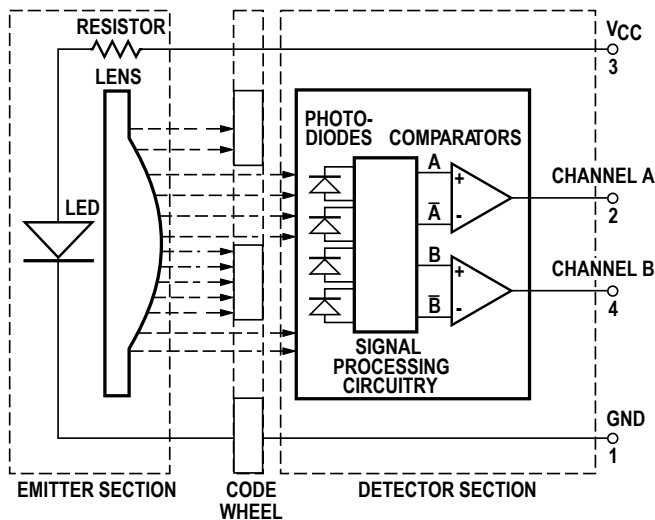 RESISTOR
LENS
LED
EMITTER SECTION
CODE
WHEEL
PHOTO-
DIODES
COMPARATORS
A
+
A̅
-
B
+
B̅
-
SIGNAL
PROCESSING
CIRCUITRY
DETECTOR SECTION
VCC
3
CHANNEL A
2
CHANNEL B
4
GND
1